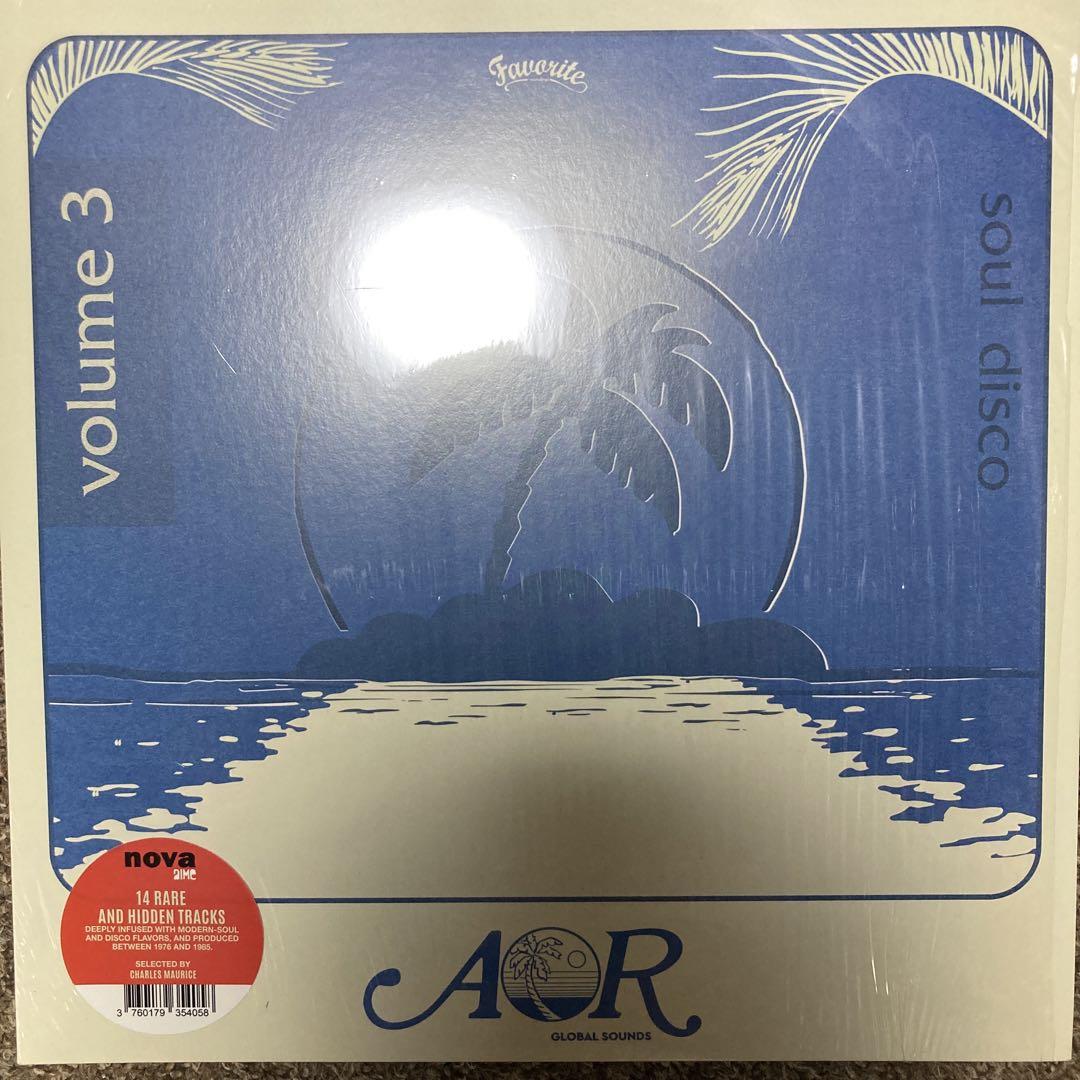 Favorite
volume 3
soul disco
nova
aime
14 RARE
AND HIDDEN TRACKS
DEEPLY INFUSED WITH MODERN-SOUL
AND DISCO FLAVORS, AND PRODUCED
BETWEEN 1976 AND 1985.
SELECTED BY
CHARLES MAURICE
3 760179 354058
AOR
GLOBAL SOUNDS